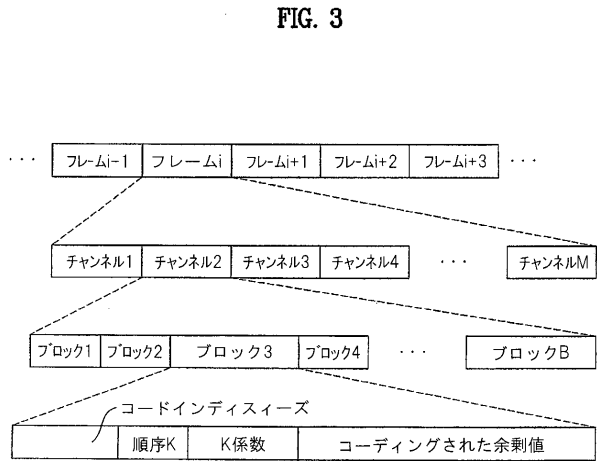 FIG. 3
··· フレームi-1 フレームi フレームi+1 フレームi+2 フレームi+3 ···
チャンネル1 チャンネル2 チャンネル3 チャンネル4 ··· チャンネルM
ブロック1 ブロック2 ブロック3 ブロック4 ··· ブロックB
コードインディスィーズ
順序K K係数 コーディングされた余剰値